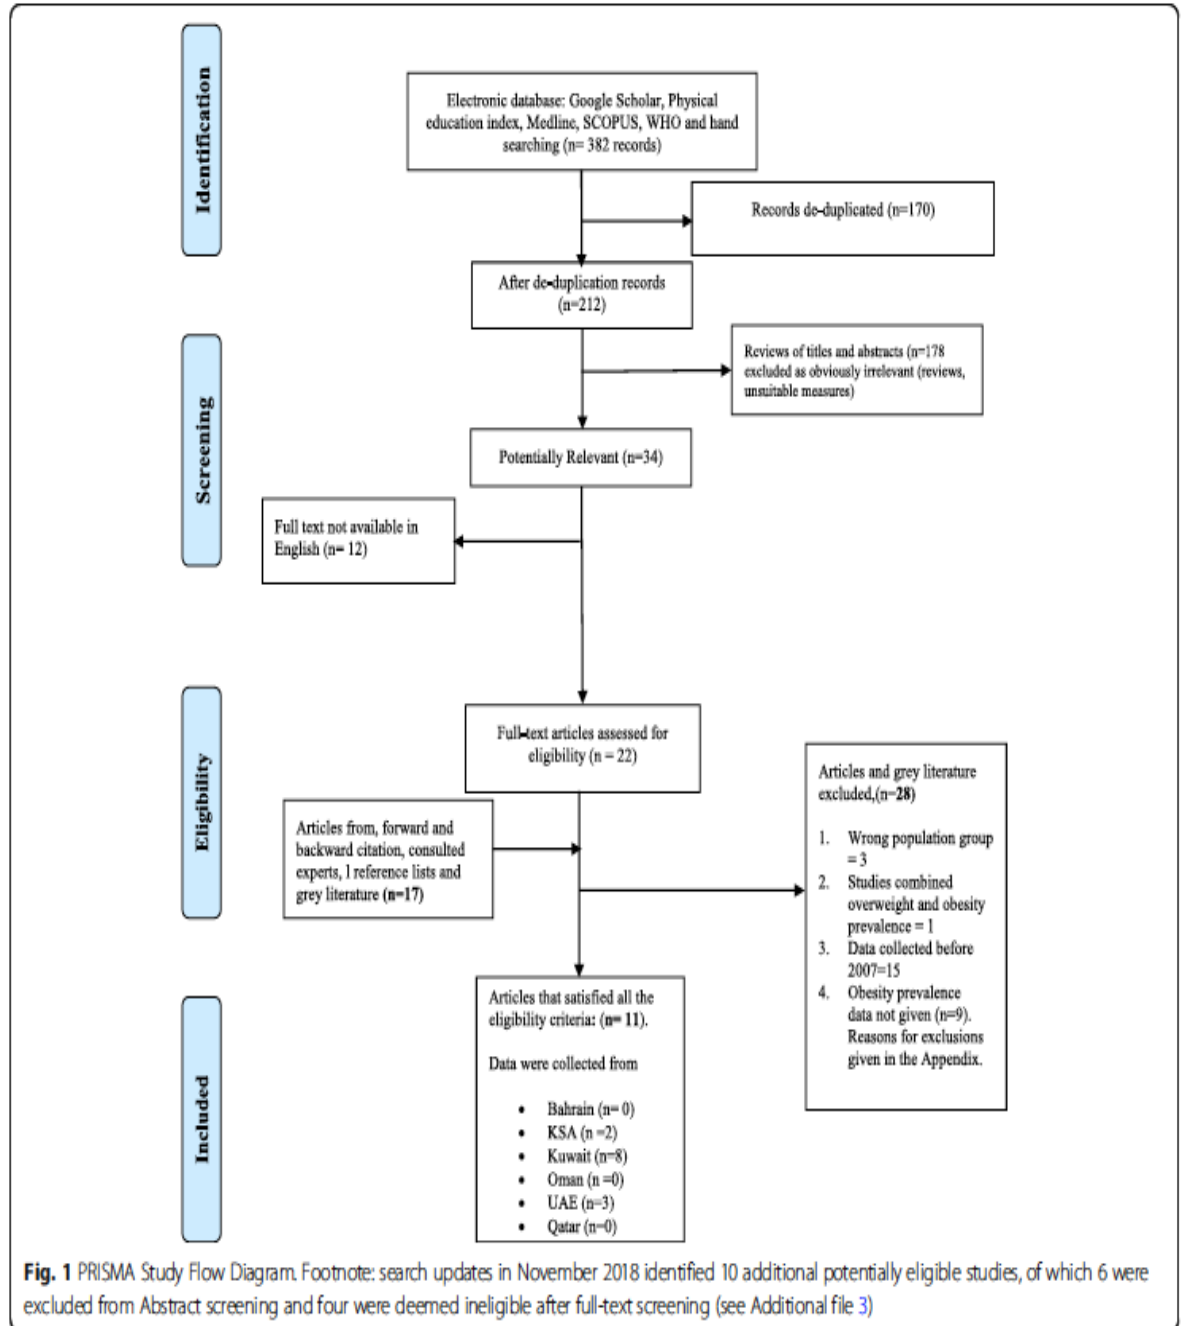 Identification
Electronic database: Google Scholar, Physical
education index, Medline, SCOPUS, WHO and hand
searching (n= 382 records)
Records de-duplicated (n=170)
After de-duplication records
(n=212)
Screening
Reviews of titles and abstracts (n=178
excluded as obviously irrelevant (reviews,
unsuitable measures)
Potentially Relevant (n=34)
Full text not available in
English (n= 12)
Eligibility
Full-text articles assessed for
eligibility (n = 22)
Articles from, forward and
backward citation, consulted
experts, l reference lists and
grey literature (n=17)
Articles and grey literature
excluded,(n=28)
1. Wrong population group
= 3
2. Studies combined
overweight and obesity
prevalence = 1
3. Data collected before
2007=15
4. Obesity prevalence
data not given (n=9).
Reasons for exclusions
given in the Appendix.
Included
Articles that satisfied all the
eligibility criteria: (n= 11).
Data were collected from
• Bahrain (n= 0)
• KSA (n =2)
• Kuwait (n=8)
• Oman (n =0)
• UAE (n=3)
• Qatar (n=0)
Fig. 1 PRISMA Study Flow Diagram. Footnote: search updates in November 2018 identified 10 additional potentially eligible studies, of which 6 were
excluded from Abstract screening and four were deemed ineligible after full-text screening (see Additional file 3)